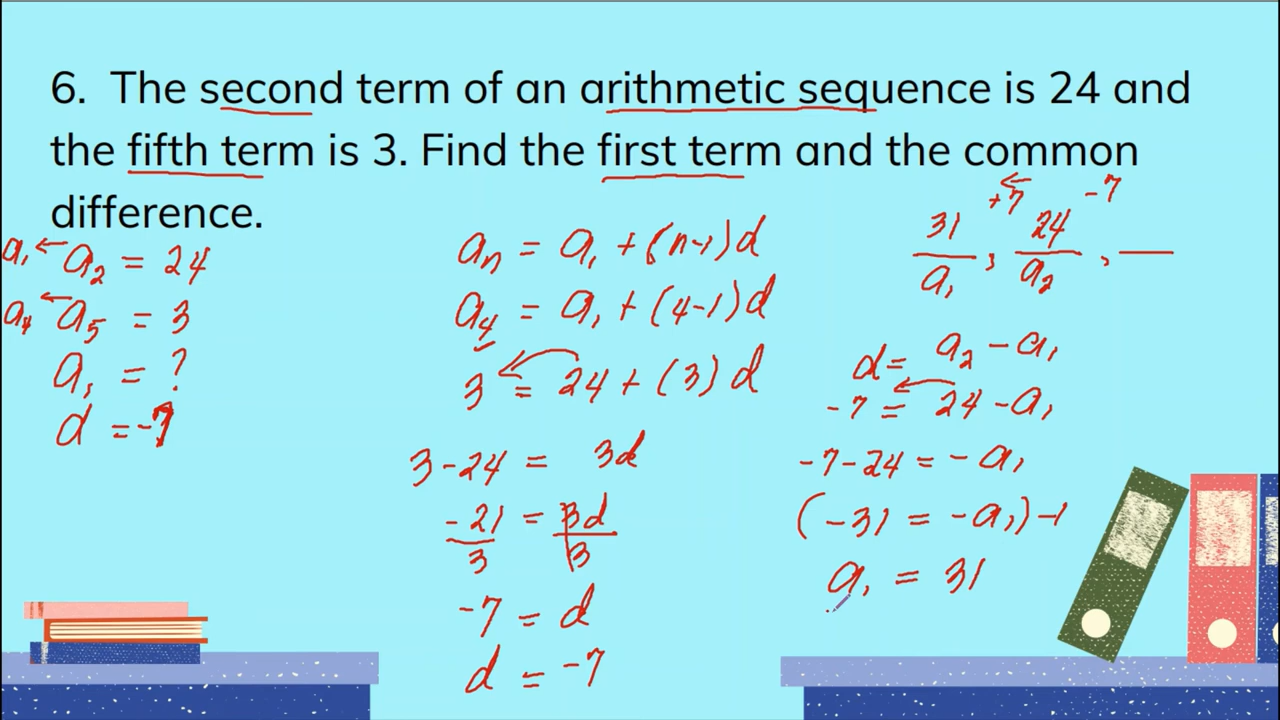 6. The second term of an arithmetic sequence is 24 and
the fifth term is 3. Find the first term and the common
difference.
a₁ ← a₂ = 24
a₄ ← a₅ = 3
a₁ = ?
d = -7
aₙ = a₁ + (n-1)d
a₄ = a₁ + (4-1)d
3 = 24 + (3)d
3-24 = 3d
-21/3 = 3d/3
-7 = d
d = -7
+7 -7
31, 24, __
a₁ a₂
d = a₂ - a₁
-7 = 24 - a₁
-7-24 = -a₁
(-31 = -a₁)-1
a₁ = 31